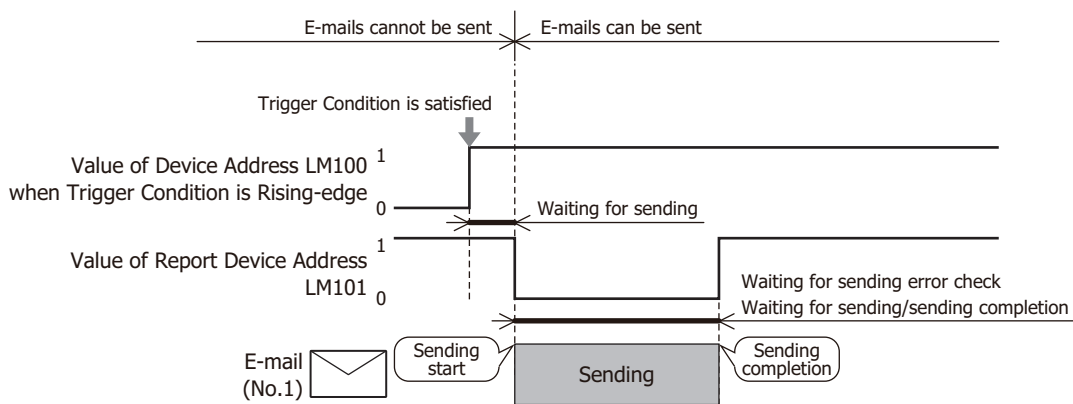 E-mails cannot be sent
E-mails can be sent
Trigger Condition is satisfied
Value of Device Address LM100
when Trigger Condition is Rising-edge
1
0
Waiting for sending
Value of Report Device Address
LM101
1
0
Waiting for sending error check
Waiting for sending/sending completion
E-mail
(No.1)
Sending
start
Sending
Sending
completion